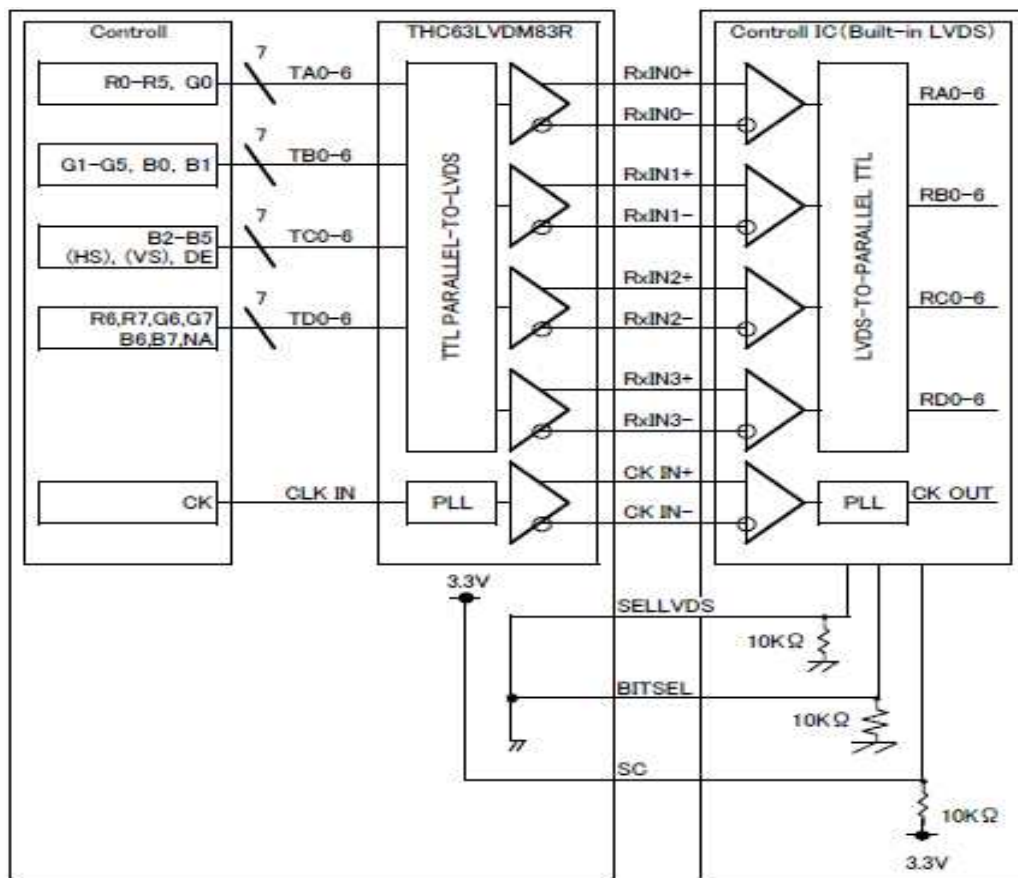 Controll
THC63LVDM83R
Controll IC(Built-in LVDS)
R0-R5, G0
7
TA0-6
RxIN0+
RxIN0-
RA0-6
G1-G5, B0, B1
7
TB0-6
RxIN1+
RxIN1-
RB0-6
B2-B5
(HS), (VS), DE
7
TC0-6
RxIN2+
RxIN2-
RC0-6
R6,R7,G6,G7
B6,B7,NA
7
TD0-6
RxIN3+
RxIN3-
RD0-6
TTL PARALLEL-TO-LVDS
LVDS-TO-PARALLEL TTL
CK
CLK IN
PLL
CK IN+
CK IN-
PLL
CK OUT
3.3V
SELLVDS
10KΩ
BITSEL
10KΩ
SC
10KΩ
3.3V